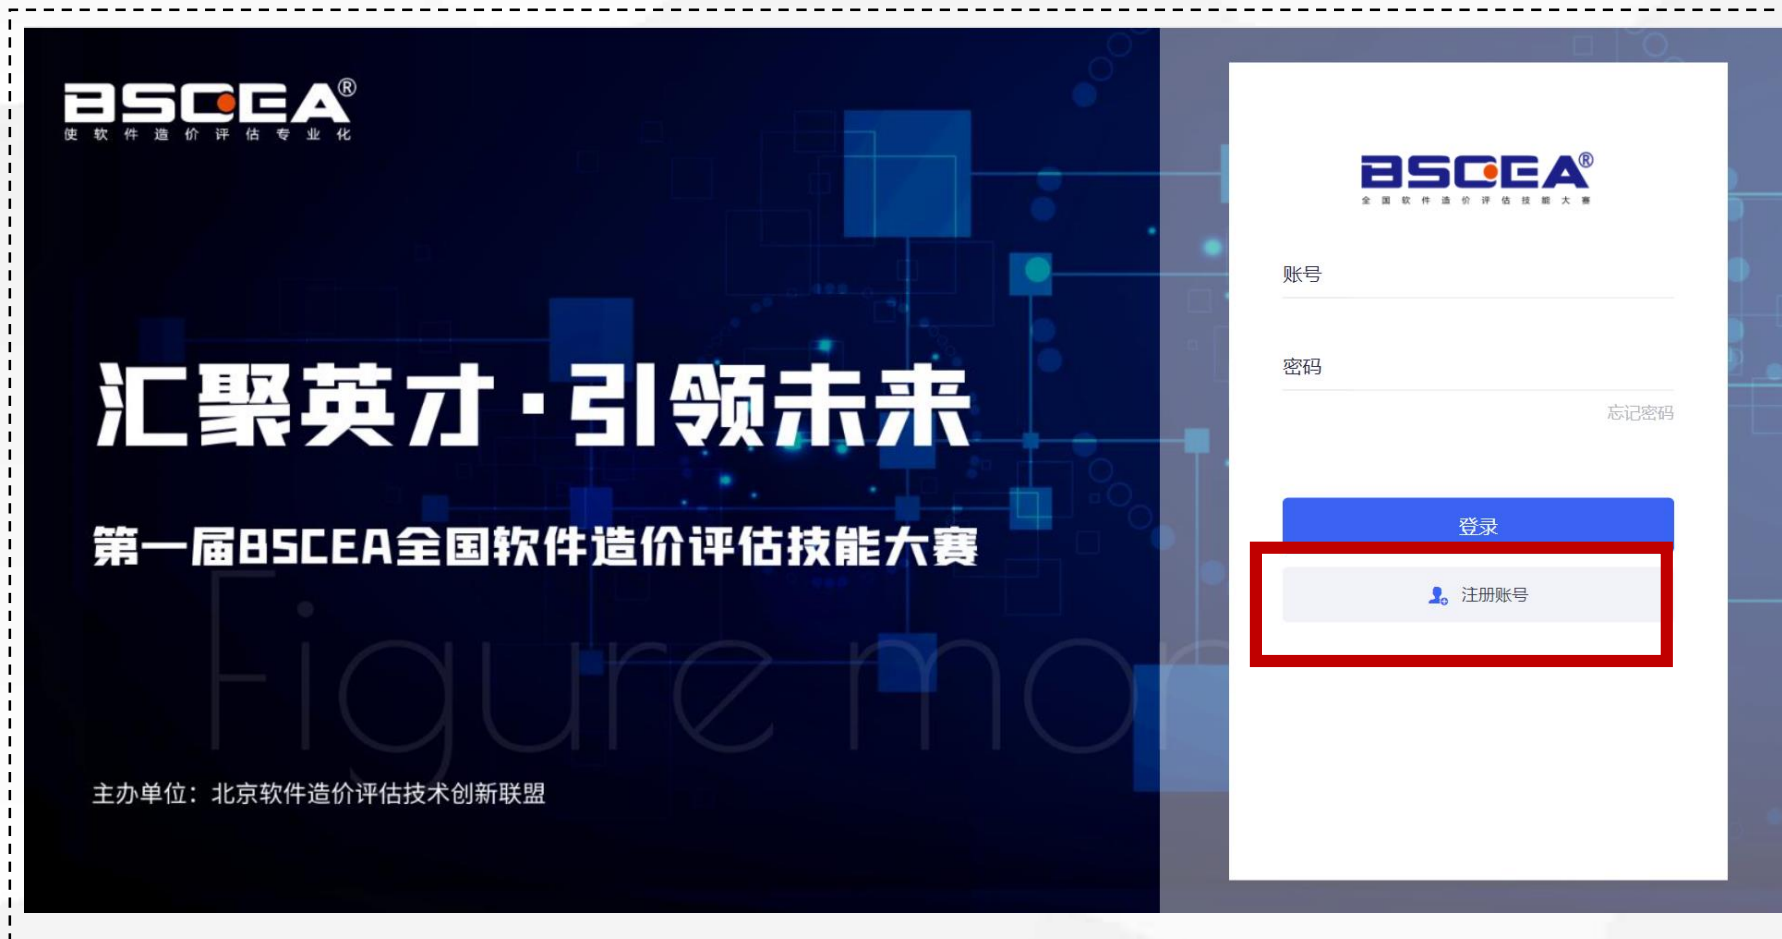 BSCEA®
使软件造价评估专业化
汇聚英才·引领未来
第一届BSCEA全国软件造价评估技能大赛
Figure mor
主办单位：北京软件造价评估技术创新联盟
BSCEA®
全国软件造价评估技能大赛
账号
密码
忘记密码
登录
注册账号